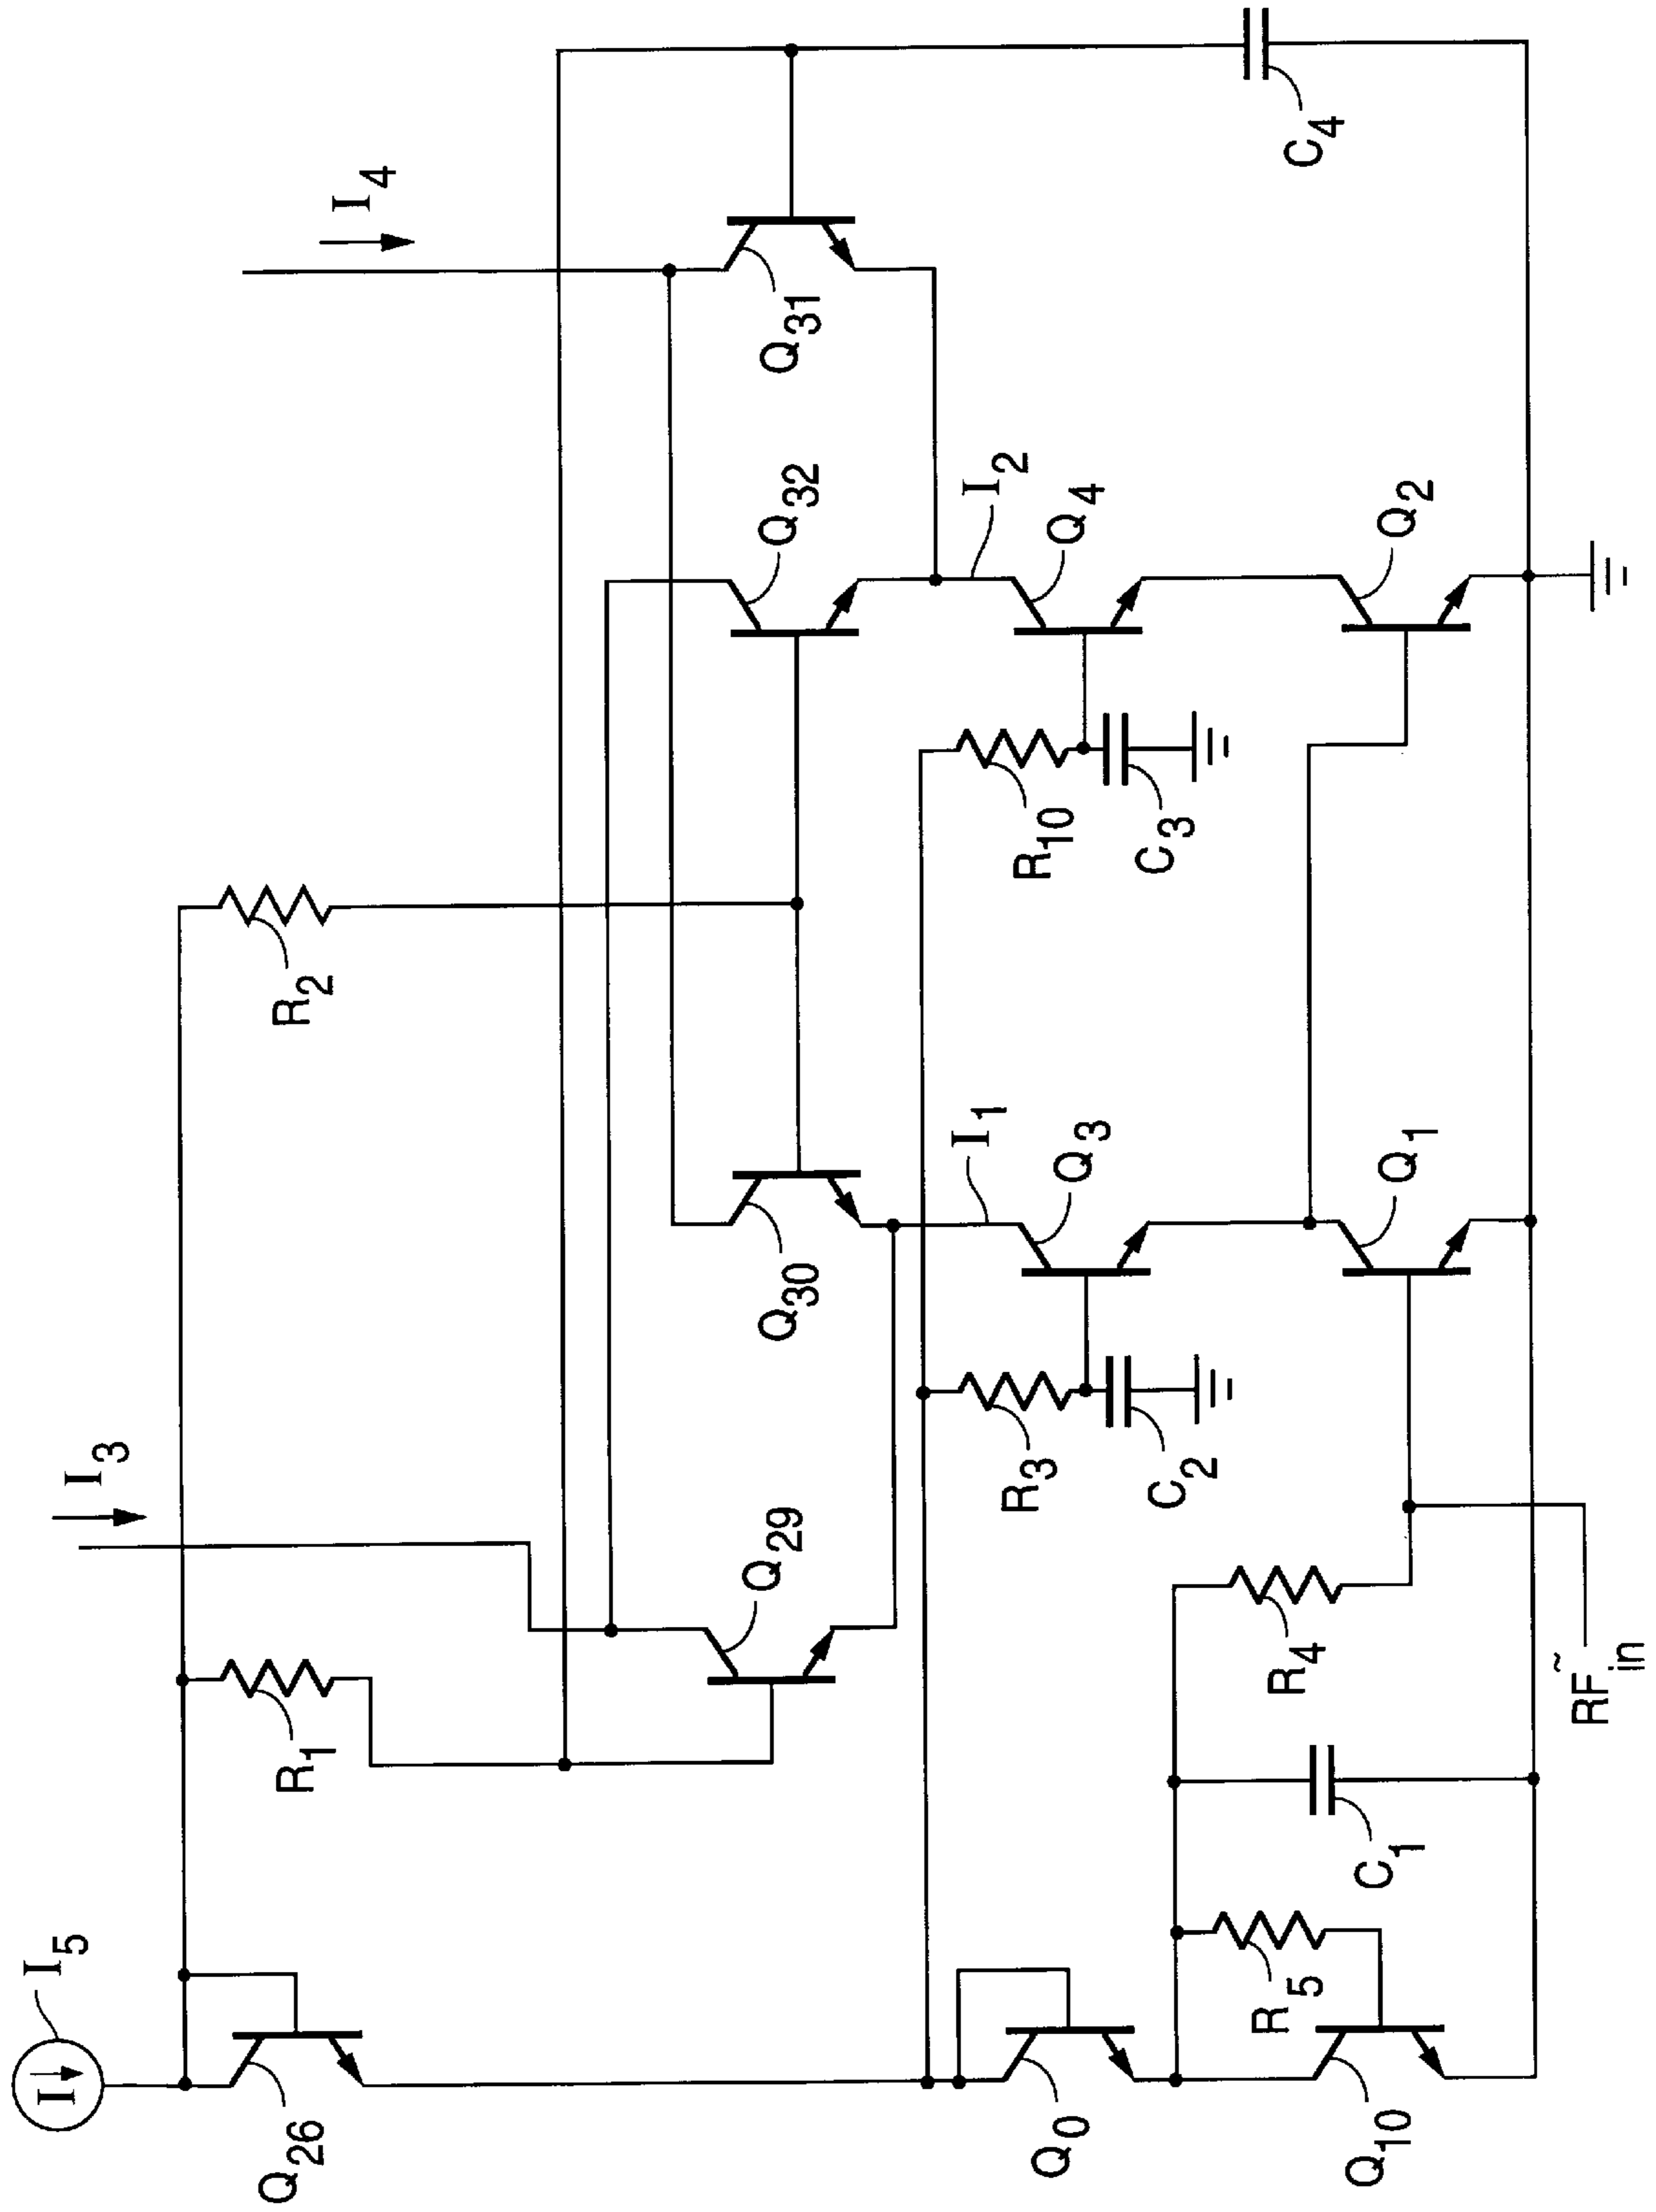 I I₅
Q₂₆
R₁
I₃
R₂
I₄
Q₂₉
Q₃₀
Q₃₂
Q₃₁
I₁
I₂
Q₀
R₃
C₂
Q₃
R₁₀
C₃
Q₄
C₄
Q₁₀
R₅
C₁
R₄
Q₁
Q₂
R̃F in